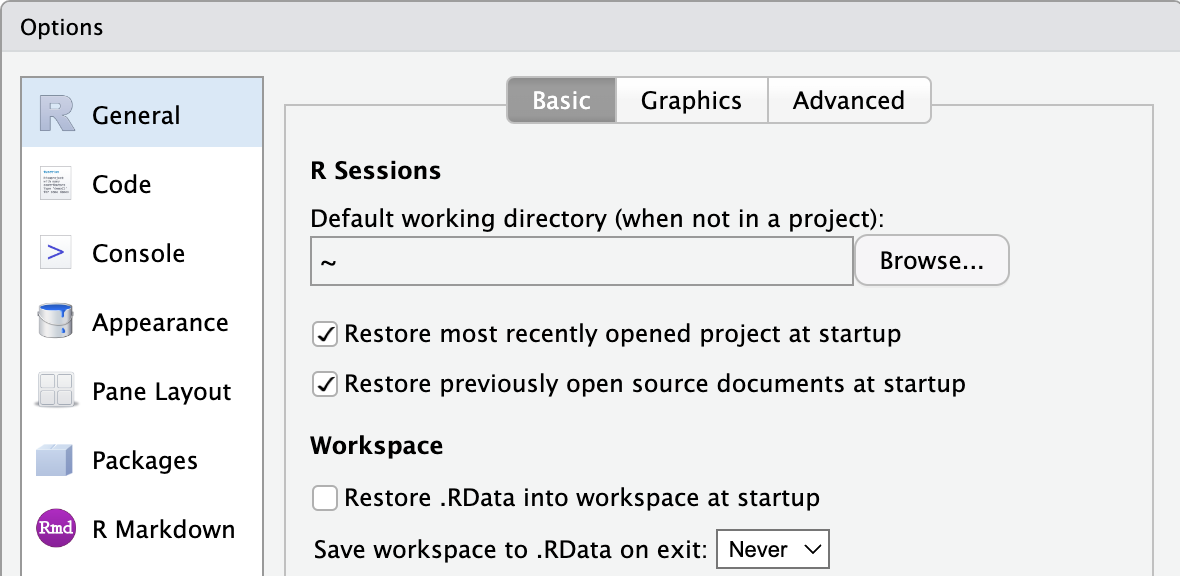 Options
General
Code
>
Console
Appearance
Pane Layout
Packages
Rmd
R Markdown
Basic
Graphics
Advanced
R Sessions
Default working directory (when not in a project):
~
Browse...
Restore most recently opened project at startup
Restore previously open source documents at startup
Workspace
Restore .RData into workspace at startup
Save workspace to .RData on exit: Never